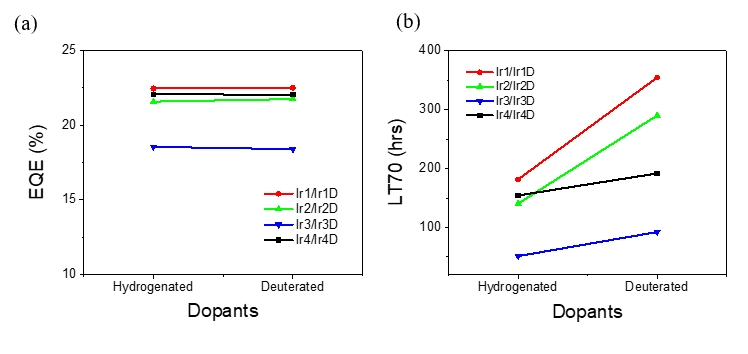 (a)
EQE (%)
25
20
15
10
Ir1/Ir1D
Ir2/Ir2D
Ir3/Ir3D
Ir4/Ir4D
Hydrogenated
Deuterated
Dopants
(b)
LT70 (hrs)
400
300
200
100
Ir1/Ir1D
Ir2/Ir2D
Ir3/Ir3D
Ir4/Ir4D
Hydrogenated
Deuterated
Dopants